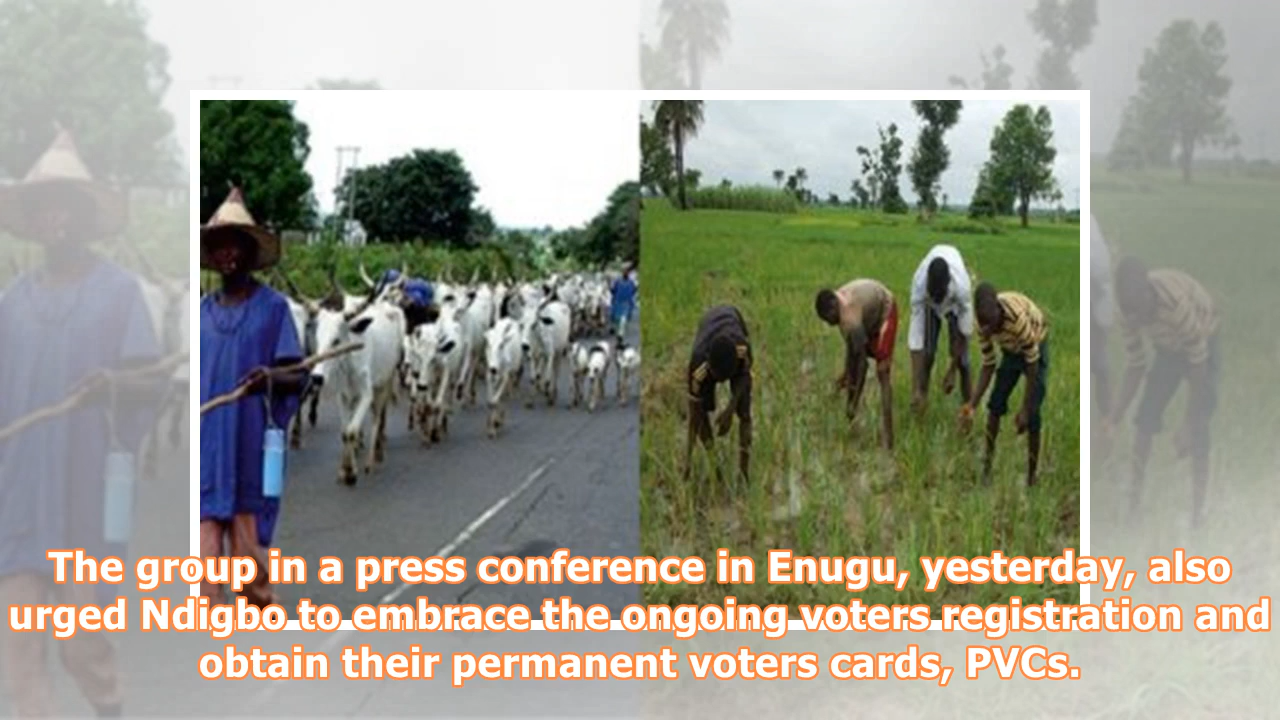 The group in a press conference in Enugu, yesterday, also
urged Ndigbo to embrace the ongoing voters registration and
obtain their permanent voters cards, PVCs.